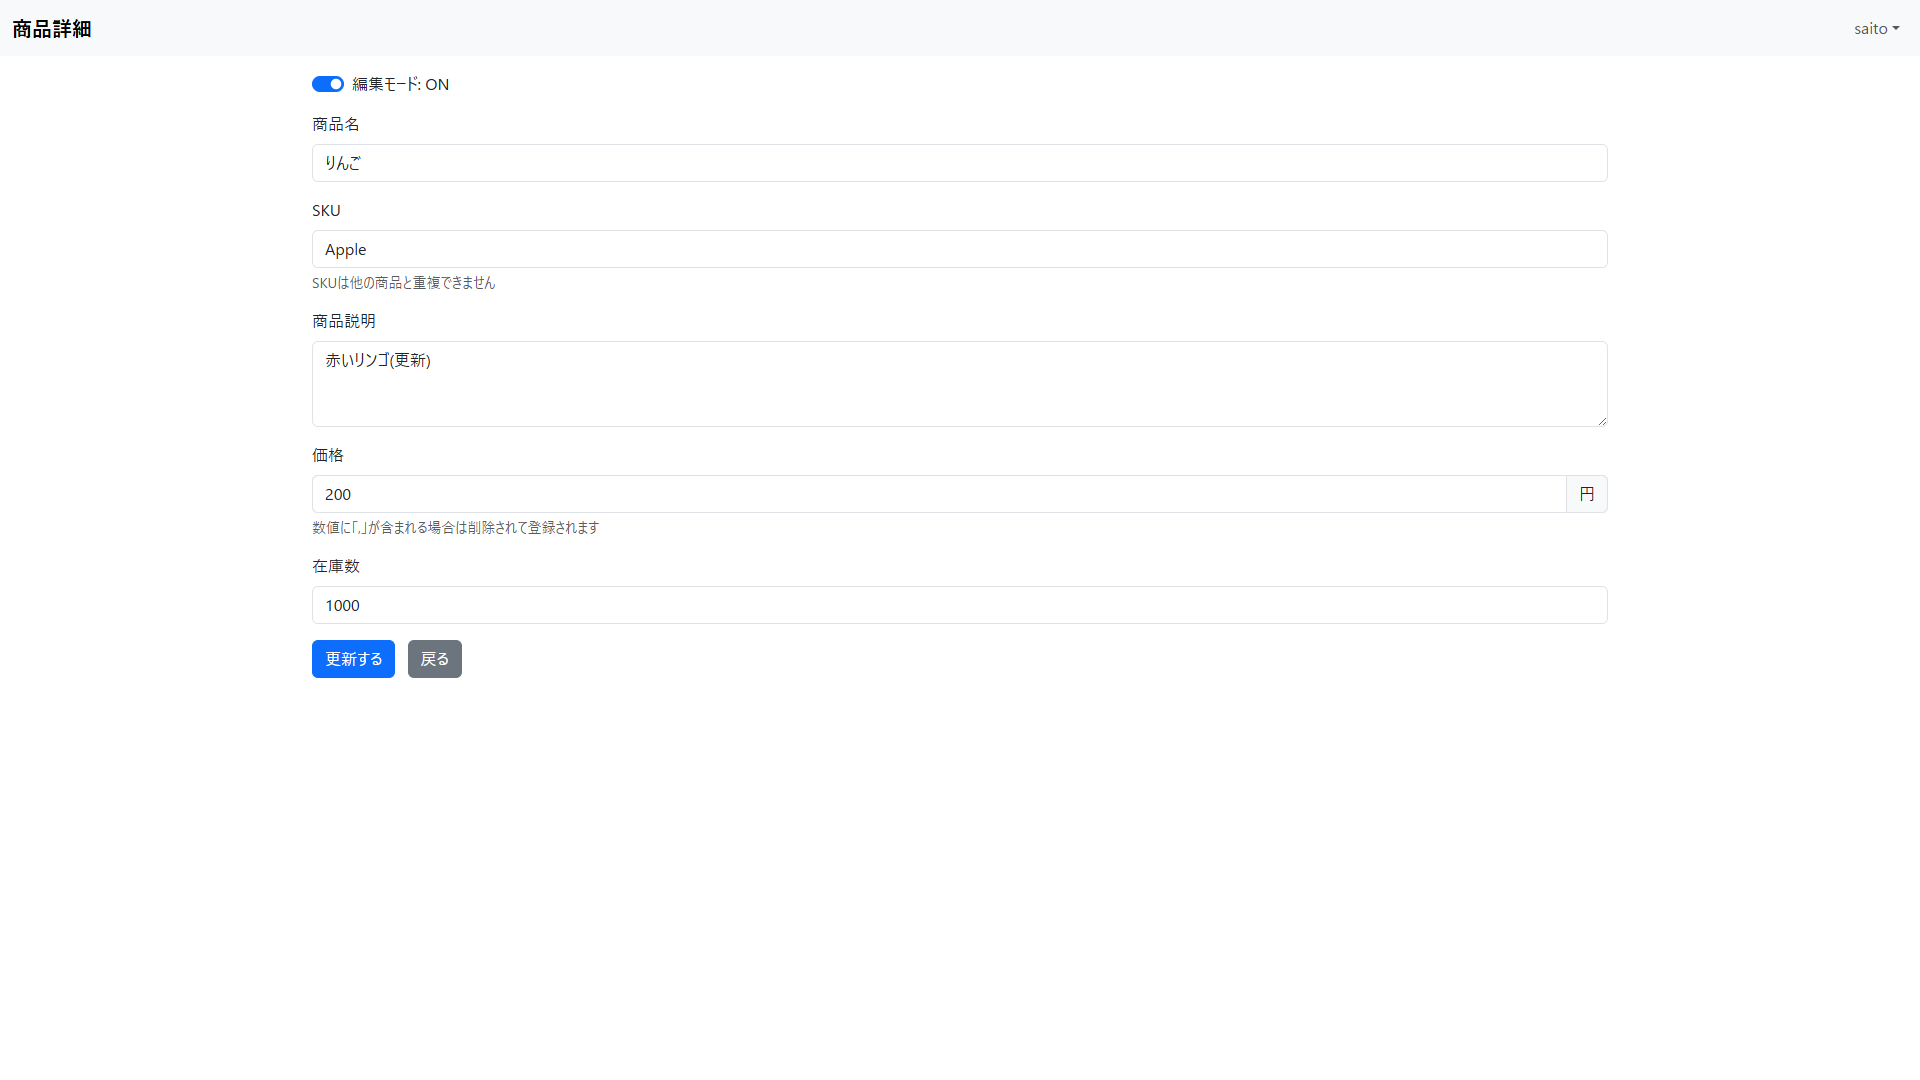 商品詳細
saito
編集モード: ON
商品名
りんご
SKU
Apple
SKUは他の商品と重複できません
商品説明
赤いリンゴ(更新)
価格
200
円
数値に「,」が含まれる場合は削除されて登録されます
在庫数
1000
更新する
戻る